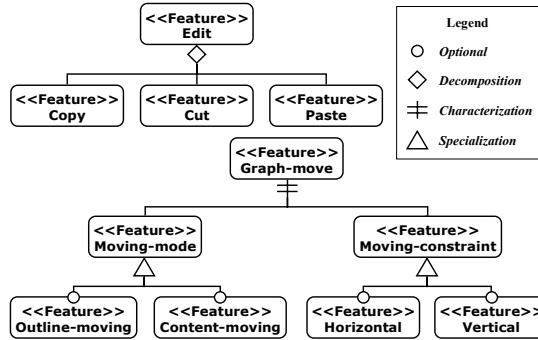 <<Feature>>
Edit
<<Feature>>
Copy
<<Feature>>
Cut
<<Feature>>
Paste
Legend
Optional
Decomposition
Characterization
Specialization
<<Feature>>
Graph-move
<<Feature>>
Moving-mode
<<Feature>>
Moving-constraint
<<Feature>>
Outline-moving
<<Feature>>
Content-moving
<<Feature>>
Horizontal
<<Feature>>
Vertical